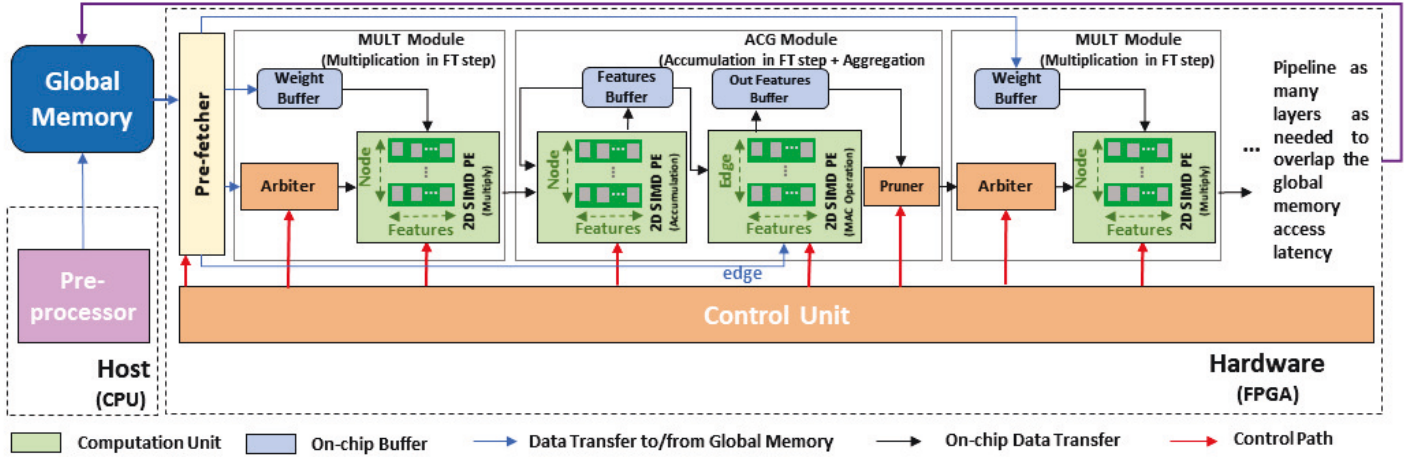 Global
Memory
Pre-
processor
Host
(CPU)
Pre-fetcher
MULT Module
(Multiplication in FT step)
Weight
Buffer
Arbiter
Node
Features
2D SIMD PE
(Multiply)
ACG Module
(Accumulation in FT step + Aggregation
Features
Buffer
Out Features
Buffer
Node
Features
2D SIMD PE
(Accumulation)
Edge
Features
2D SIMD PE
(MAC Operation)
Pruner
edge
MULT Module
(Multiplication in FT step)
Weight
Buffer
Arbiter
Node
Features
2D SIMD PE
(Multiply)
...
Pipeline as
many
layers as
needed to
overlap the
global
memory
access
latency
Control Unit
Hardware
(FPGA)
Computation Unit
On-chip Buffer
Data Transfer to/from Global Memory
On-chip Data Transfer
Control Path